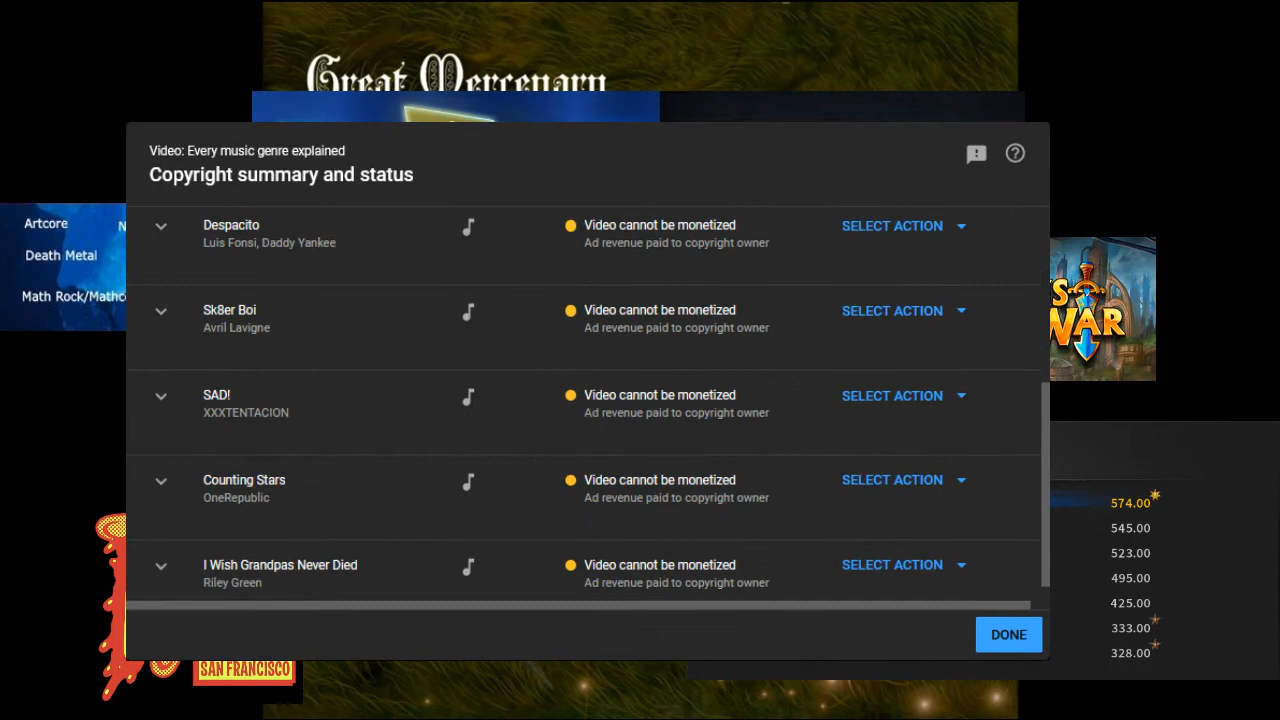 Great Mercenary
Video: Every music genre explained
Copyright summary and status
Despacito
Luis Fonsi, Daddy Yankee
Video cannot be monetized
Ad revenue paid to copyright owner
SELECT ACTION
Sk8er Boi
Avril Lavigne
Video cannot be monetized
Ad revenue paid to copyright owner
SELECT ACTION
SAD!
XXXTENTACION
Video cannot be monetized
Ad revenue paid to copyright owner
SELECT ACTION
Counting Stars
OneRepublic
Video cannot be monetized
Ad revenue paid to copyright owner
SELECT ACTION
I Wish Grandpas Never Died
Riley Green
Video cannot be monetized
Ad revenue paid to copyright owner
SELECT ACTION
DONE
Artcore N
Death Metal
Math Rock/Mathco
S
WAR
574.00
545.00
523.00
495.00
425.00
333.00
328.00
SAN FRANCISCO